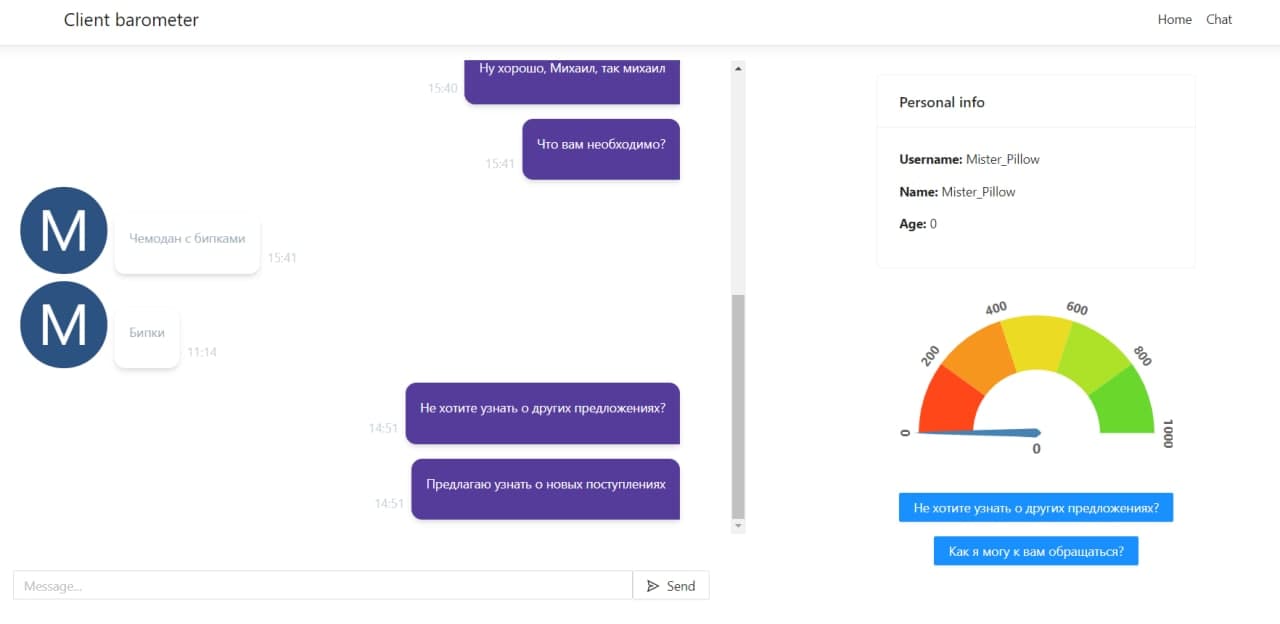 Client barometer
Home
Chat
Ну хорошо, Михаил, так михаил
15:40
Что вам необходимо?
15:41
M
Чемодан с бипками
15:41
M
Бипки
11:14
Не хотите узнать о других предложениях?
14:51
Предлагаю узнать о новых поступлениях
14:51
Message...
Send
Personal info
Username: Mister_Pillow
Name: Mister_Pillow
Age: 0
0
200
400
600
800
1000
0
Не хотите узнать о других предложениях?
Как я могу к вам обращаться?